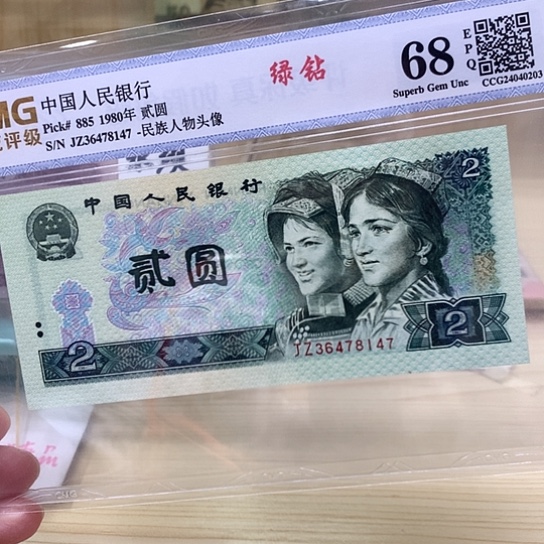 MG 中国人民银行
评级 Pick# 885 1980年 贰圆
S/N JZ36478147 -民族人物头像
绿钻
68 EPQ
Superb Gem Unc
CCG24040203
中国人民银行
贰圆
2
2
2
JZ36478147